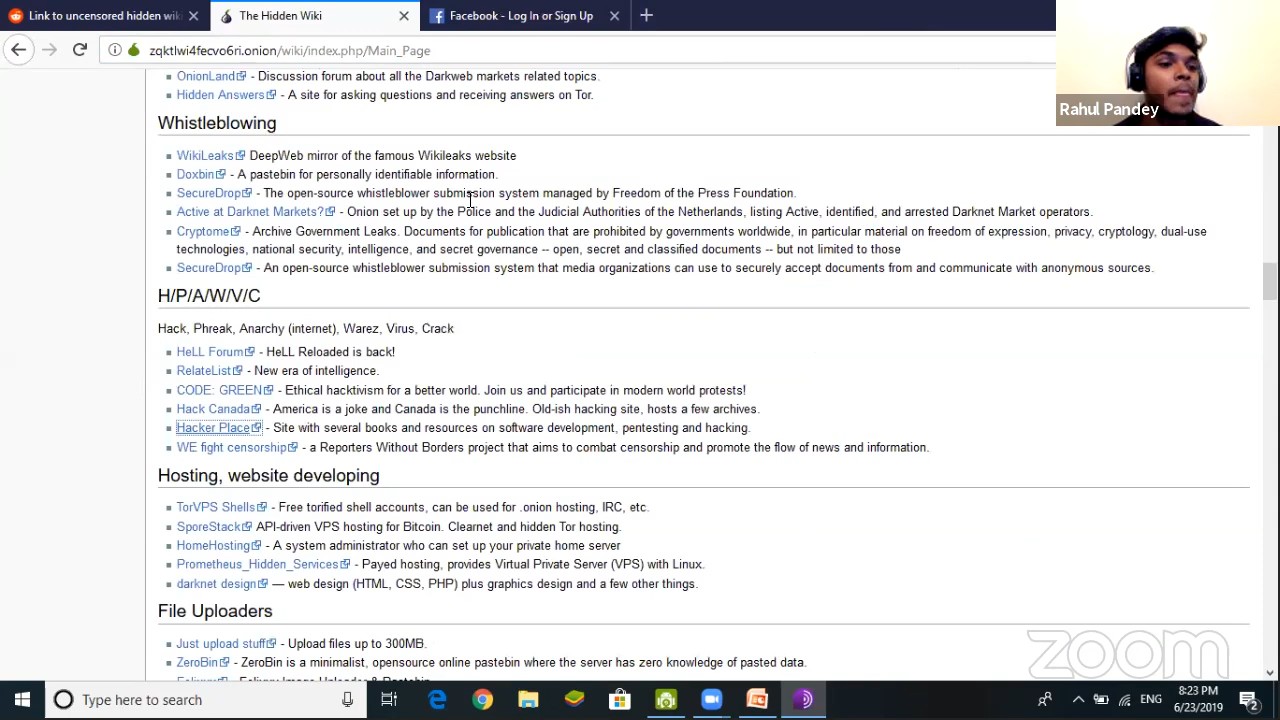 Link to uncensored hidden wiki
The Hidden Wiki
Facebook - Log In or Sign Up
zqktlwi4fecvo6ri.onion/wiki/index.php/Main_Page
Rahul Pandey
OnionLand - Discussion forum about all the Darkweb markets related topics.
Hidden Answers - A site for asking questions and receiving answers on Tor.
Whistleblowing
WikiLeaks DeepWeb mirror of the famous Wikileaks website
Doxbin - A pastebin for personally identifiable information.
SecureDrop - The open-source whistleblower submission system managed by Freedom of the Press Foundation.
Active at Darknet Markets? - Onion set up by the Police and the Judicial Authorities of the Netherlands, listing Active, identified, and arrested Darknet Market operators.
Cryptome - Archive Government Leaks. Documents for publication that are prohibited by governments worldwide, in particular material on freedom of expression, privacy, cryptology, dual-use
technologies, national security, intelligence, and secret governance -- open, secret and classified documents -- but not limited to those
SecureDrop - An open-source whistleblower submission system that media organizations can use to securely accept documents from and communicate with anonymous sources.
H/P/A/W/V/C
Hack, Phreak, Anarchy (internet), Warez, Virus, Crack
HeLL Forum - HeLL Reloaded is back!
RelateList - New era of intelligence.
CODE: GREEN - Ethical hacktivism for a better world. Join us and participate in modern world protests!
Hack Canada - America is a joke and Canada is the punchline. Old-ish hacking site, hosts a few archives.
Hacker Place - Site with several books and resources on software development, pentesting and hacking.
WE fight censorship - a Reporters Without Borders project that aims to combat censorship and promote the flow of news and information.
Hosting, website developing
TorVPS Shells - Free torified shell accounts, can be used for .onion hosting, IRC, etc.
SporeStack API-driven VPS hosting for Bitcoin. Clearnet and hidden Tor hosting.
HomeHosting - A system administrator who can set up your private home server
Prometheus_Hidden_Services - Payed hosting, provides Virtual Private Server (VPS) with Linux.
darknet design — web design (HTML, CSS, PHP) plus graphics design and a few other things.
File Uploaders
Just upload stuff - Upload files up to 300MB.
ZeroBin - ZeroBin is a minimalist, opensource online pastebin where the server has zero knowledge of pasted data.
zoom
Type here to search
ENG
8:23 PM
6/23/2019
2